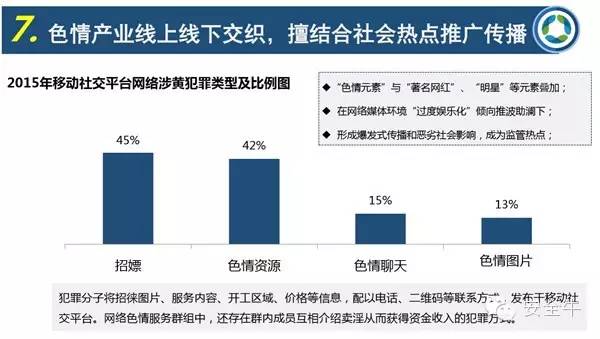 7. 色情产业线上线下交织，擅结合社会热点推广传播
2015年移动社交平台网络涉黄犯罪类型及比例图
◆ “色情元素”与“著名网红”、“明星”等元素叠加；
◆ 在网络媒体环境“过度娱乐化”倾向推波助澜下；
◆ 形成爆发式传播和恶劣社会影响，成为监管热点；
45%
42%
15%
13%
招嫖
色情资源
色情聊天
色情图片
犯罪分子将招徕图片、服务内容、开工区域、价格等信息，配以电话、二维码等联系方式，发布于移动社
交平台。网络色情服务群组中，还存在群内成员互相介绍卖淫从而获得资金收入的犯罪方式。
安全牛